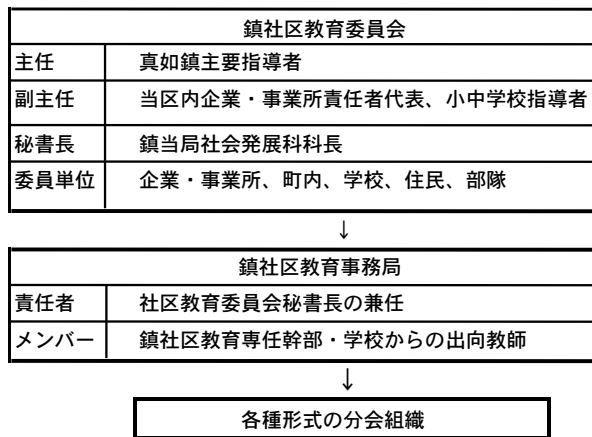 鎮社区教育委員会
主任 真如鎮主要指導者
副主任 当区内企業・事業所責任者代表、小中学校指導者
秘書長 鎮当局社会発展科科長
委員単位 企業・事業所、町内、学校、住民、部隊
↓
鎮社区教育事務局
責任者 社区教育委員会秘書長の兼任
メンバー 鎮社区教育専任幹部・学校からの出向教師
↓
各種形式の分会組織